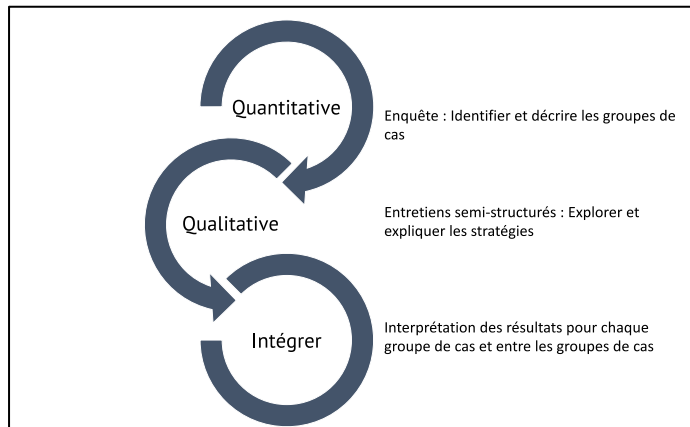 Quantitative
Enquête : Identifier et décrire les groupes de
cas
Qualitative
Entretiens semi-structurés : Explorer et
expliquer les stratégies
Intégrer
Interprétation des résultats pour chaque
groupe de cas et entre les groupes de cas